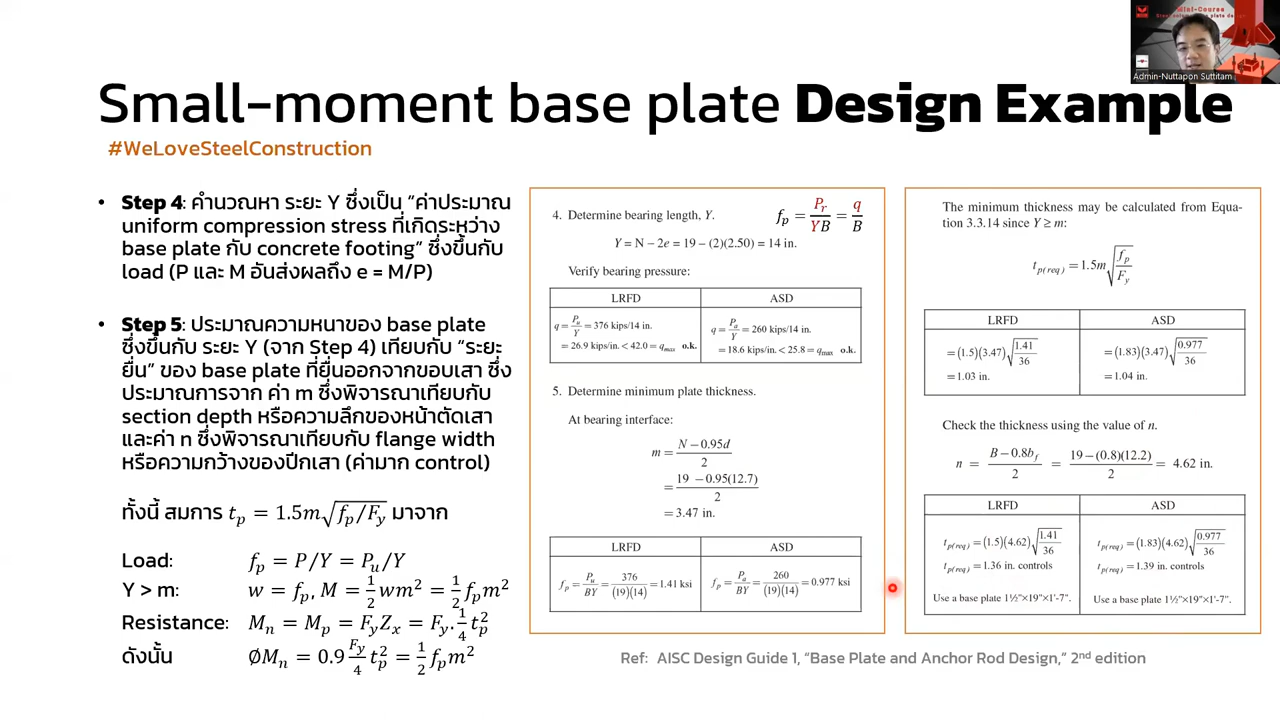 Mini-Course
Admin-Nuttapon Suttitam
Small-moment base plate Design Example
#WeLoveSteelConstruction
• Step 4: คำนวณหา ระยะ Y ซึ่งเป็น "ค่าประมาณ
uniform compression stress ที่เกิดระหว่าง
base plate กับ concrete footing" ซึ่งขึ้นกับ
load (P และ M อันส่งผลถึง e = M/P)
• Step 5: ประมาณความหนาของ base plate
ซึ่งขึ้นกับ ระยะ Y (จาก Step 4) เทียบกับ "ระยะ
ยื่น" ของ base plate ที่ยื่นออกจากขอบเสา ซึ่ง
ประมาณการจาก ค่า m ซึ่งพิจารณาเทียบกับ
section depth หรือความลึกของหน้าตัดเสา
และค่า n ซึ่งพิจารณาเทียบกับ flange width
หรือความกว้างของปีกเสา (ค่ามาก control)
ทั้งนี้ สมการ t_p = 1.5m√(f_p/F_y) มาจาก
Load: f_p = P/Y = P_u/Y
Y > m: w = f_p, M = 1/2 wm² = 1/2 f_p m²
Resistance: M_n = M_p = F_y Z_x = F_y. 1/4 t_p²
ดังนั้น ∅M_n = 0.9 F_y/4 t_p² = 1/2 f_p m²
4. Determine bearing length, Y.
f_p = P_r/YB = q/B
Y = N − 2e = 19 − (2)(2.50) = 14 in.
Verify bearing pressure:
LRFD ASD
q = P_u/Y = 376 kips/14 in. q = P_a/Y = 260 kips/14 in.
= 26.9 kips/in. < 42.0 = q_max o.k. = 18.6 kips/in. < 25.8 = q_max o.k.
5. Determine minimum plate thickness.
At bearing interface:
m = (N − 0.95d)/2
= (19 − 0.95(12.7))/2
= 3.47 in.
LRFD ASD
f_p = P_u/BY = 376/(19)(14) = 1.41 ksi f_p = P_a/BY = 260/(19)(14) = 0.977 ksi
The minimum thickness may be calculated from Equa-
tion 3.3.14 since Y ≥ m:
t_p(req) = 1.5m√(f_p/F_y)
LRFD ASD
= (1.5)(3.47)√(1.41/36) = (1.83)(3.47)√(0.977/36)
= 1.03 in. = 1.04 in.
Check the thickness using the value of n.
n = (B − 0.8b_f)/2 = (19 − (0.8)(12.2))/2 = 4.62 in.
LRFD ASD
t_p(req) = (1.5)(4.62)√(1.41/36) t_p(req) = (1.83)(4.62)√(0.977/36)
t_p(req) = 1.36 in. controls t_p(req) = 1.39 in. controls
Use a base plate 1½"×19"×1'-7". Use a base plate 1½"×19"×1'-7".
Ref: AISC Design Guide 1, "Base Plate and Anchor Rod Design," 2nd edition